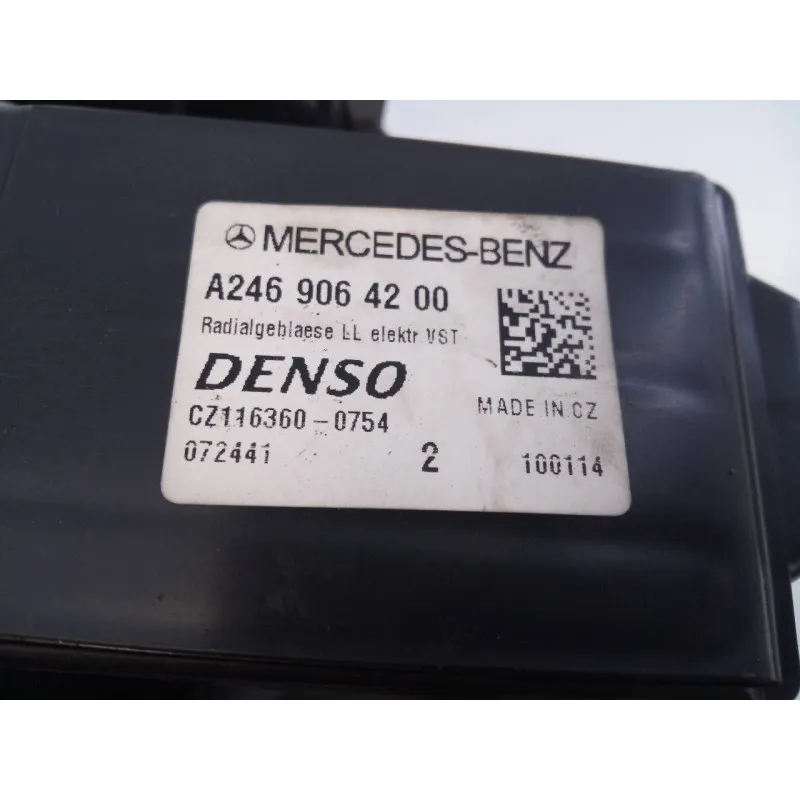 MERCEDES-BENZ
A246 906 42 00
Radialgeblaese LL elektr.VST
DENSO
MADE IN CZ
CZ116360-0754
072441 2 100114